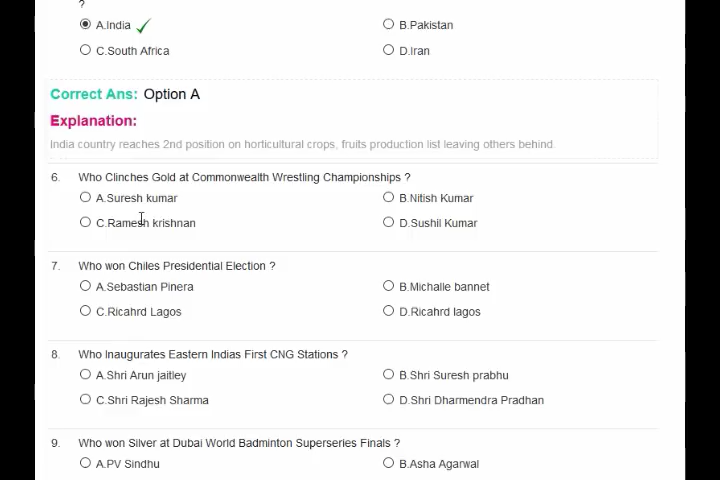 ?
A.India
B.Pakistan
C.South Africa
D.Iran
Correct Ans: Option A
Explanation:
India country reaches 2nd position on horticultural crops, fruits production list leaving others behind.
6. Who Clinches Gold at Commonwealth Wrestling Championships ?
A.Suresh kumar
B.Nitish Kumar
C.Ramesh krishnan
D.Sushil Kumar
7. Who won Chiles Presidential Election ?
A.Sebastian Pinera
B.Michalle bannet
C.Ricahrd Lagos
D.Ricahrd lagos
8. Who Inaugurates Eastern Indias First CNG Stations ?
A.Shri Arun jaitley
B.Shri Suresh prabhu
C.Shri Rajesh Sharma
D.Shri Dharmendra Pradhan
9. Who won Silver at Dubai World Badminton Superseries Finals ?
A.PV Sindhu
B.Asha Agarwal